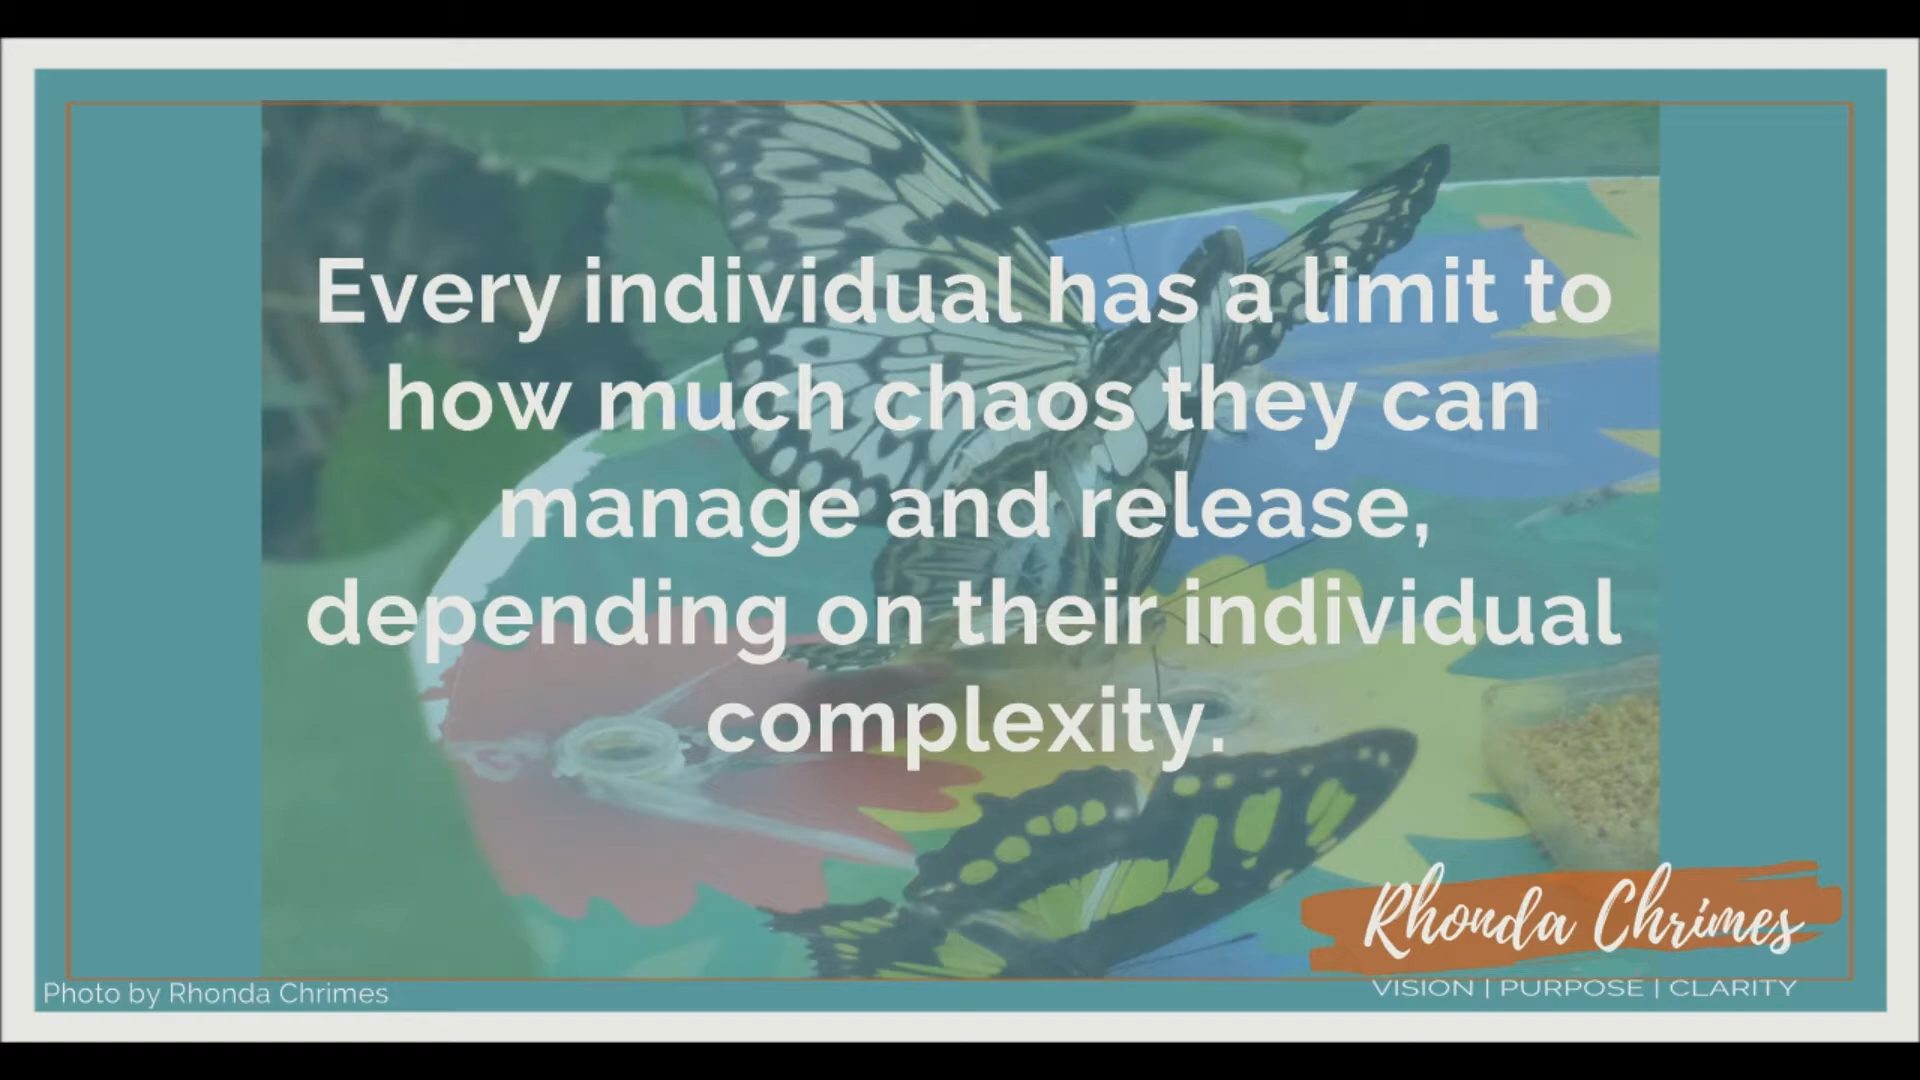 Every individual has a limit to
how much chaos they can
manage and release,
depending on their individual
complexity.
Rhonda Chrimes
VISION | PURPOSE | CLARITY
Photo by Rhonda Chrimes